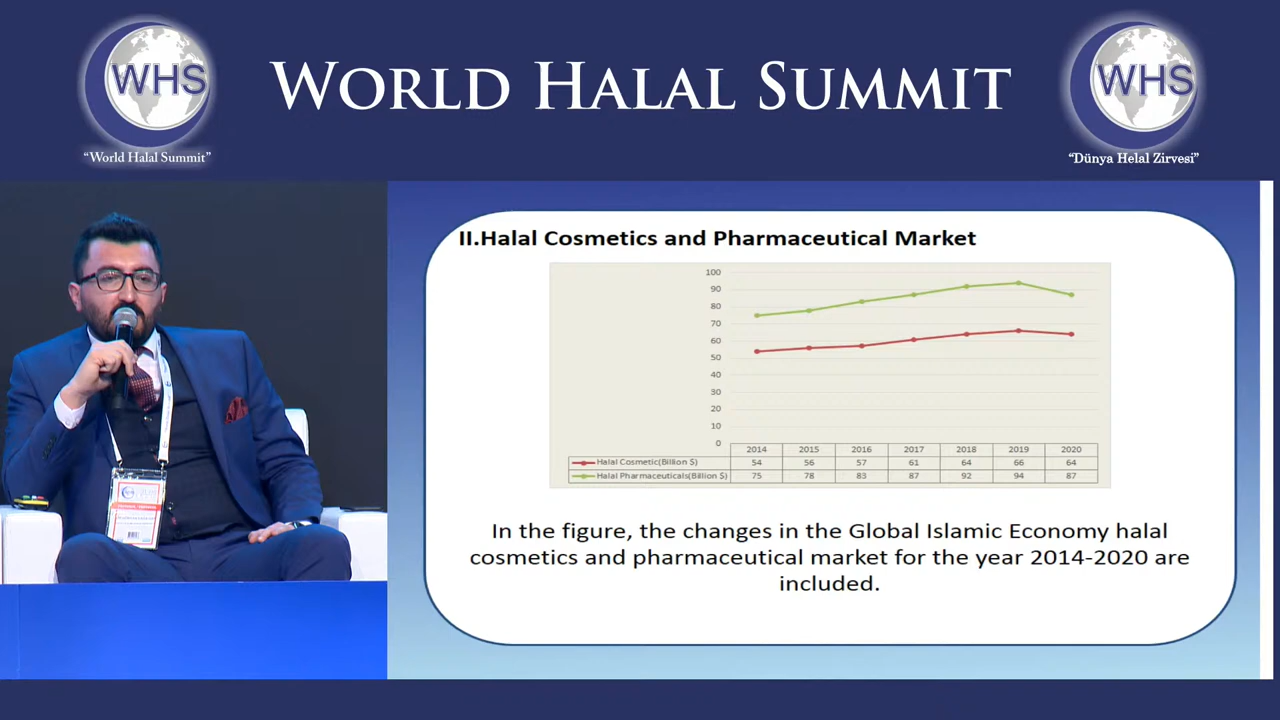 WHS
WORLD HALAL SUMMIT
WHS
“World Halal Summit”
“Dünya Helal Zirvesi”
II.Halal Cosmetics and Pharmaceutical Market
100
90
80
70
60
50
40
30
20
10
0
2014 2015 2016 2017 2018 2019 2020
Halal Cosmetic(Billion $) 54 56 57 61 64 66 64
Halal Pharmaceuticals(Billion $) 75 78 83 87 92 94 87
In the figure, the changes in the Global Islamic Economy halal
cosmetics and pharmaceutical market for the year 2014-2020 are
included.